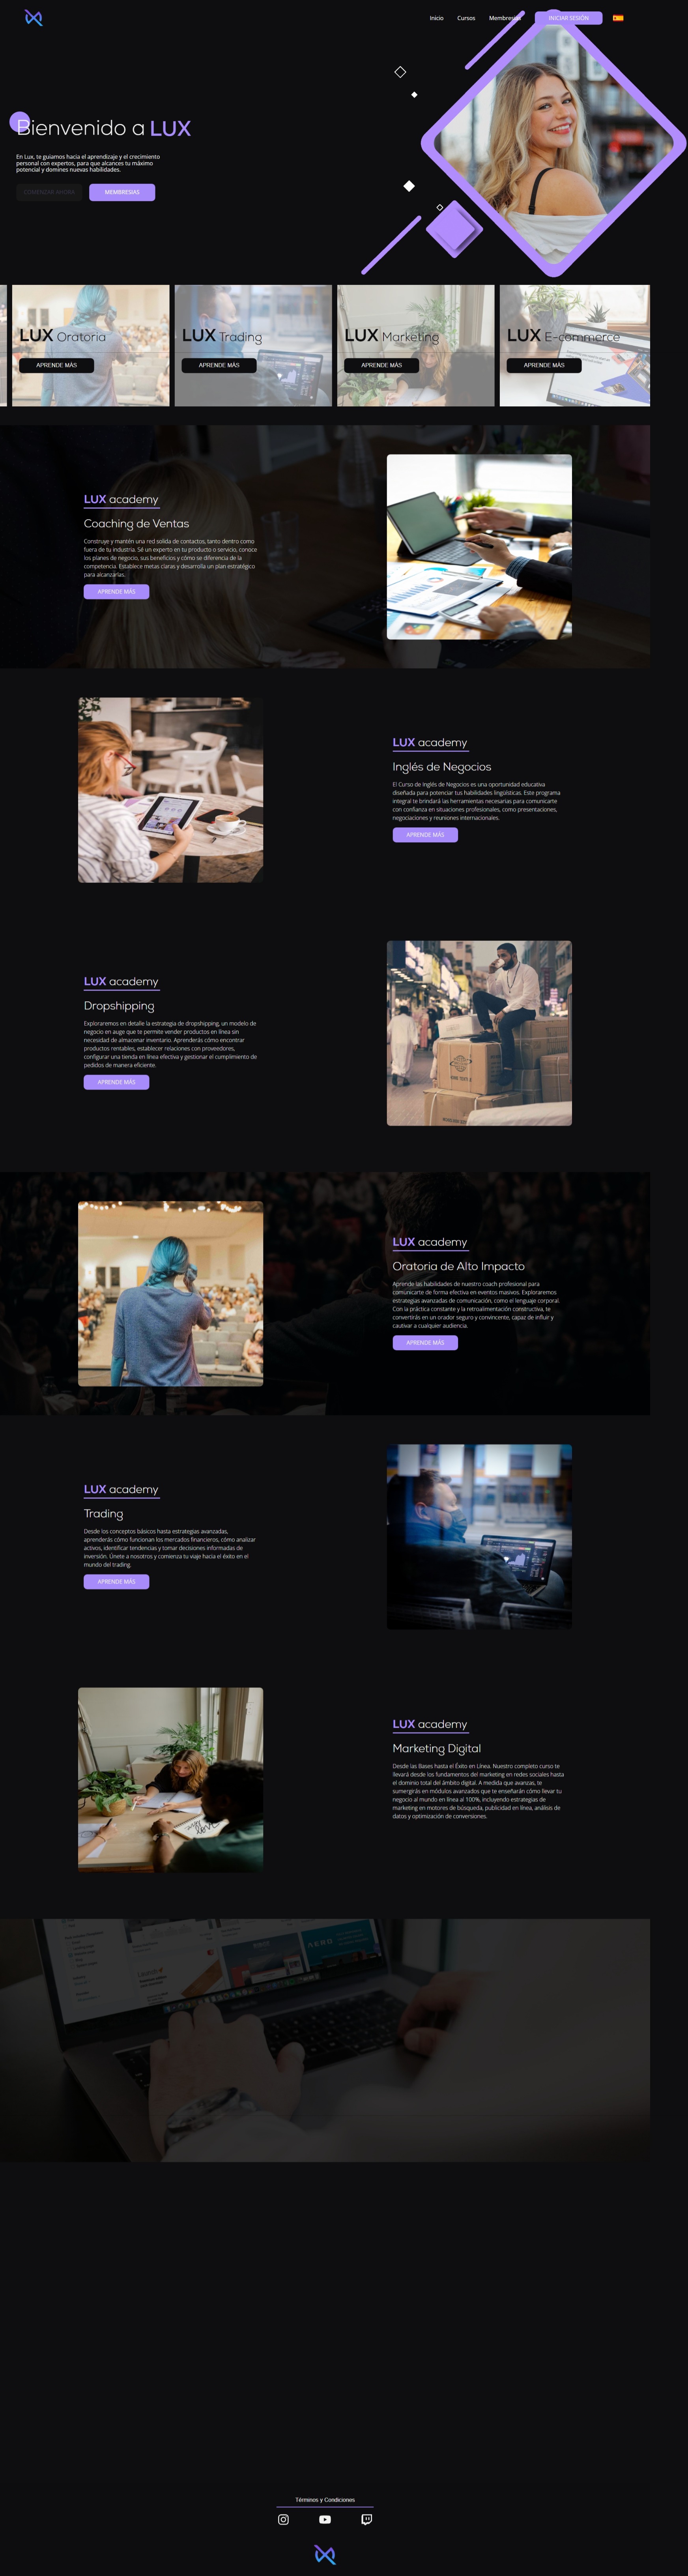 Inicio Cursos Membresías INICIAR SESIÓN
Bienvenido a LUX
En Lux, te guiamos hacia el aprendizaje y el crecimiento
personal con expertos, para que alcances tu máximo
potencial y domines nuevas habilidades.
COMENZAR AHORA MEMBRESIAS
LUX Oratoria
APRENDE MÁS
LUX Trading
APRENDE MÁS
LUX Marketing
APRENDE MÁS
LUX E-commerce
APRENDE MÁS
LUX academy
Coaching de Ventas
Construye y mantén una red solida de contactos, tanto dentro como
fuera de tu industria. Sé un experto en tu producto o servicio, conoce
los planes de negocio, sus beneficios y cómo se diferencia de la
competencia. Establece metas claras y desarrolla un plan estratégico
para alcanzarlas.
APRENDE MÁS
LUX academy
Inglés de Negocios
El Curso de Inglés de Negocios es una oportunidad educativa
diseñada para potenciar tus habilidades lingüísticas. Este programa
integral te brindará las herramientas necesarias para comunicarte
con confianza en situaciones profesionales, como presentaciones,
negociaciones y reuniones internacionales.
APRENDE MÁS
LUX academy
Dropshipping
Exploraremos en detalle la estrategia de dropshipping, un modelo de
negocio en auge que te permite vender productos en línea sin
necesidad de almacenar inventario. Aprenderás cómo encontrar
productos rentables, establecer relaciones con proveedores,
configurar una tienda en línea efectiva y gestionar el cumplimiento de
pedidos de manera eficiente.
APRENDE MÁS
LUX academy
Oratoria de Alto Impacto
Aprende las habilidades de nuestro coach profesional para
comunicarte de forma efectiva en eventos masivos. Exploraremos
estrategias avanzadas de comunicación, como el lenguaje corporal.
Con la práctica constante y la retroalimentación constructiva, te
convertirás en un orador seguro y convincente, capaz de influir y
cautivar a cualquier audiencia.
APRENDE MÁS
LUX academy
Trading
Desde los conceptos básicos hasta estrategias avanzadas,
aprenderás cómo funcionan los mercados financieros, cómo analizar
activos, identificar tendencias y tomar decisiones informadas de
inversión. Únete a nosotros y comienza tu viaje hacia el éxito en el
mundo del trading.
APRENDE MÁS
LUX academy
Marketing Digital
Desde las Bases hasta el Éxito en Línea. Nuestro completo curso te
llevará desde los fundamentos del marketing en redes sociales hasta
el dominio total del ámbito digital. A medida que avanzas, te
sumergirás en módulos avanzados que te enseñarán cómo llevar tu
negocio al mundo en línea al 100%, incluyendo estrategias de
marketing en motores de búsqueda, publicidad en línea, análisis de
datos y optimización de conversiones.
Términos y Condiciones